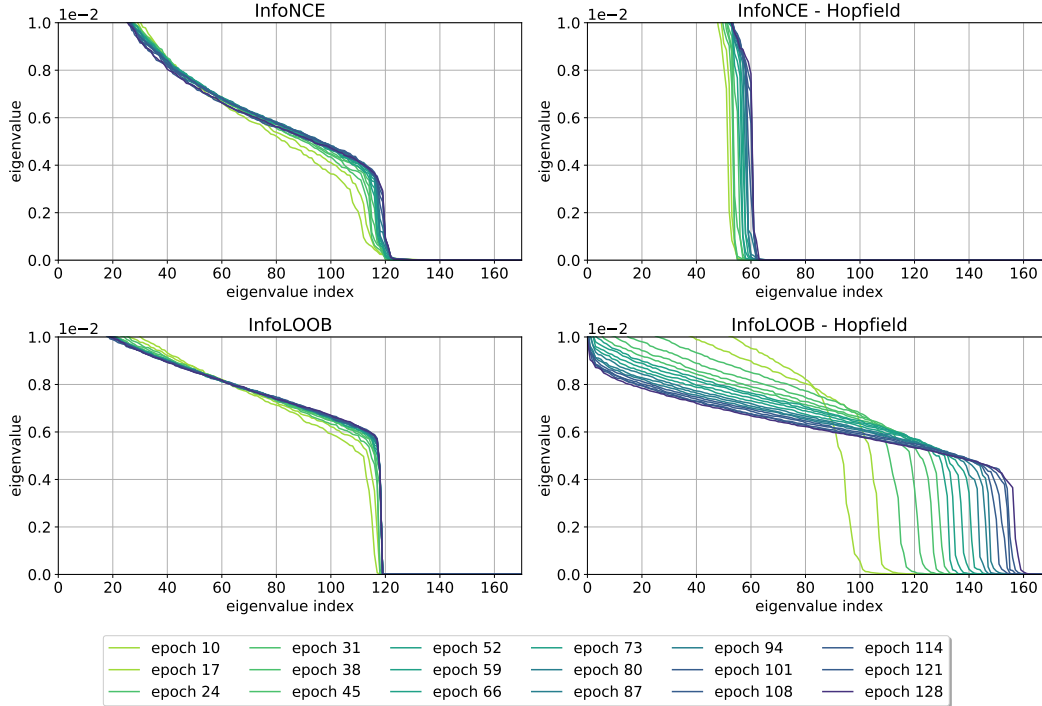 InfoNCE
1e−2
1.0
0.8
0.6
0.4
0.2
0.0
eigenvalue
0 20 40 60 80 100 120 140 160
eigenvalue index
InfoNCE - Hopfield
1e−2
1.0
0.8
0.6
0.4
0.2
0.0
eigenvalue
0 20 40 60 80 100 120 140 160
eigenvalue index
InfoLOOB
1e−2
1.0
0.8
0.6
0.4
0.2
0.0
eigenvalue
0 20 40 60 80 100 120 140 160
eigenvalue index
InfoLOOB - Hopfield
1e−2
1.0
0.8
0.6
0.4
0.2
0.0
eigenvalue
0 20 40 60 80 100 120 140 160
eigenvalue index
epoch 10 epoch 31 epoch 52 epoch 73 epoch 94 epoch 114
epoch 17 epoch 38 epoch 59 epoch 80 epoch 101 epoch 121
epoch 24 epoch 45 epoch 66 epoch 87 epoch 108 epoch 128